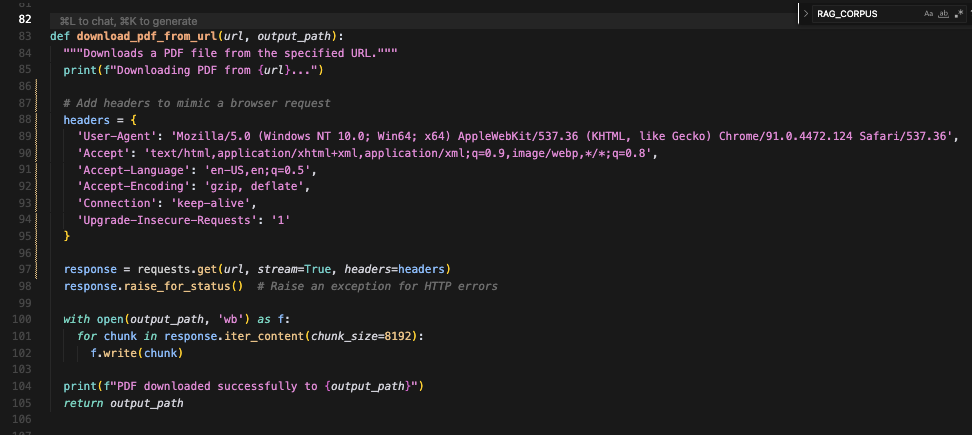 81
82 ⌘L to chat, ⌘K to generate
RAG_CORPUS Aa ab .*
83 def download_pdf_from_url(url, output_path):
84 """Downloads a PDF file from the specified URL."""
85 print(f"Downloading PDF from {url}...")
86
87 # Add headers to mimic a browser request
88 headers = {
89 'User-Agent': 'Mozilla/5.0 (Windows NT 10.0; Win64; x64) AppleWebKit/537.36 (KHTML, like Gecko) Chrome/91.0.4472.124 Safari/537.36',
90 'Accept': 'text/html,application/xhtml+xml,application/xml;q=0.9,image/webp,*/*;q=0.8',
91 'Accept-Language': 'en-US,en;q=0.5',
92 'Accept-Encoding': 'gzip, deflate',
93 'Connection': 'keep-alive',
94 'Upgrade-Insecure-Requests': '1'
95 }
96
97 response = requests.get(url, stream=True, headers=headers)
98 response.raise_for_status() # Raise an exception for HTTP errors
99
100 with open(output_path, 'wb') as f:
101 for chunk in response.iter_content(chunk_size=8192):
102 f.write(chunk)
103
104 print(f"PDF downloaded successfully to {output_path}")
105 return output_path
106
107